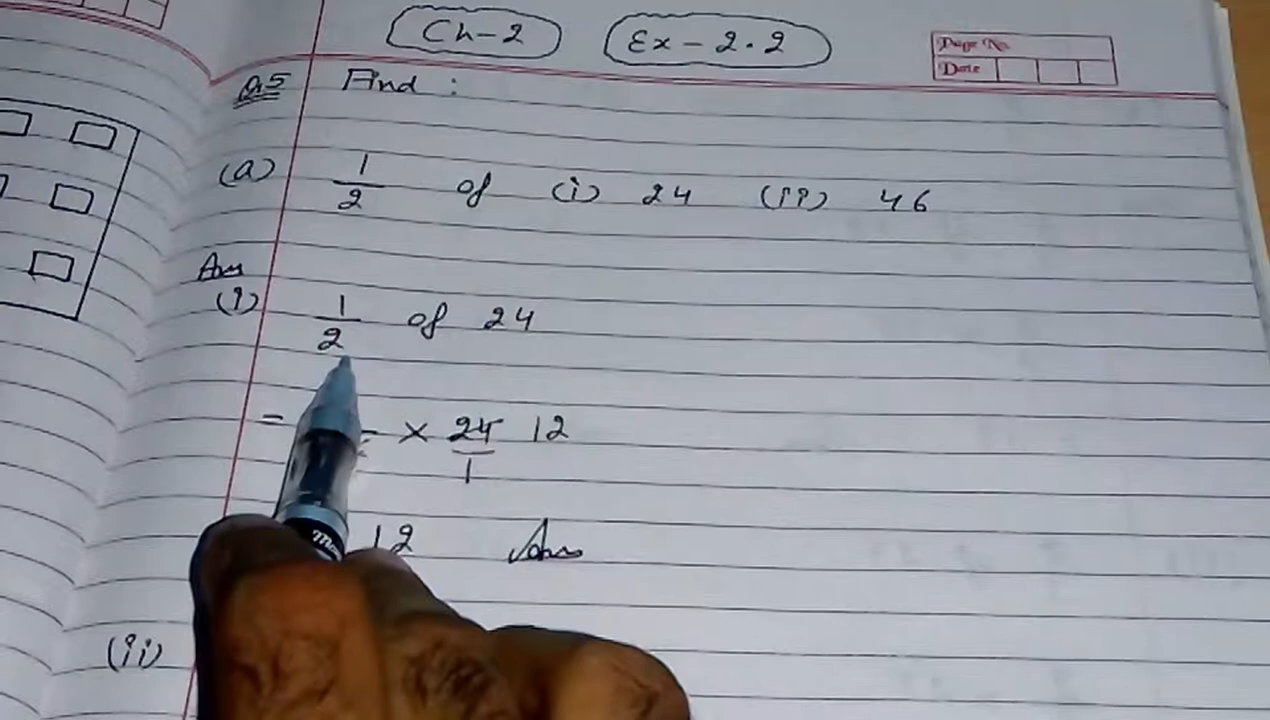 Ch-2 Ex-2.2
Page No.
Date
Q.5 Find :
(a) 1/2 of (i) 24 (ii) 46
Ans
(i) 1/2 of 24
= × 24/1 12
12 Ans
(ii)